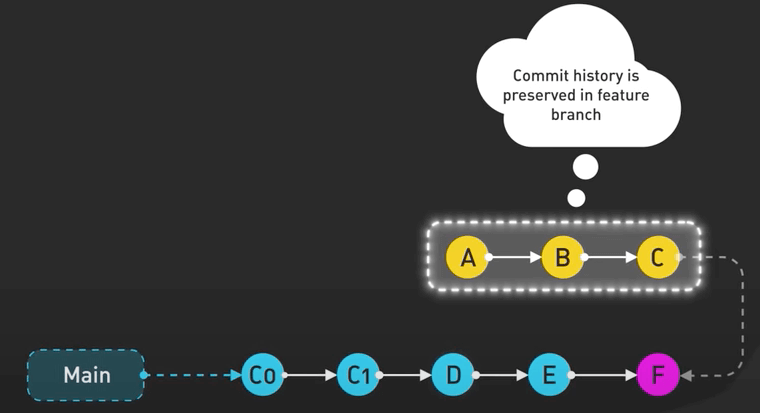 Commit history is
preserved in feature
branch
A B C
Main C0 C1 D E F